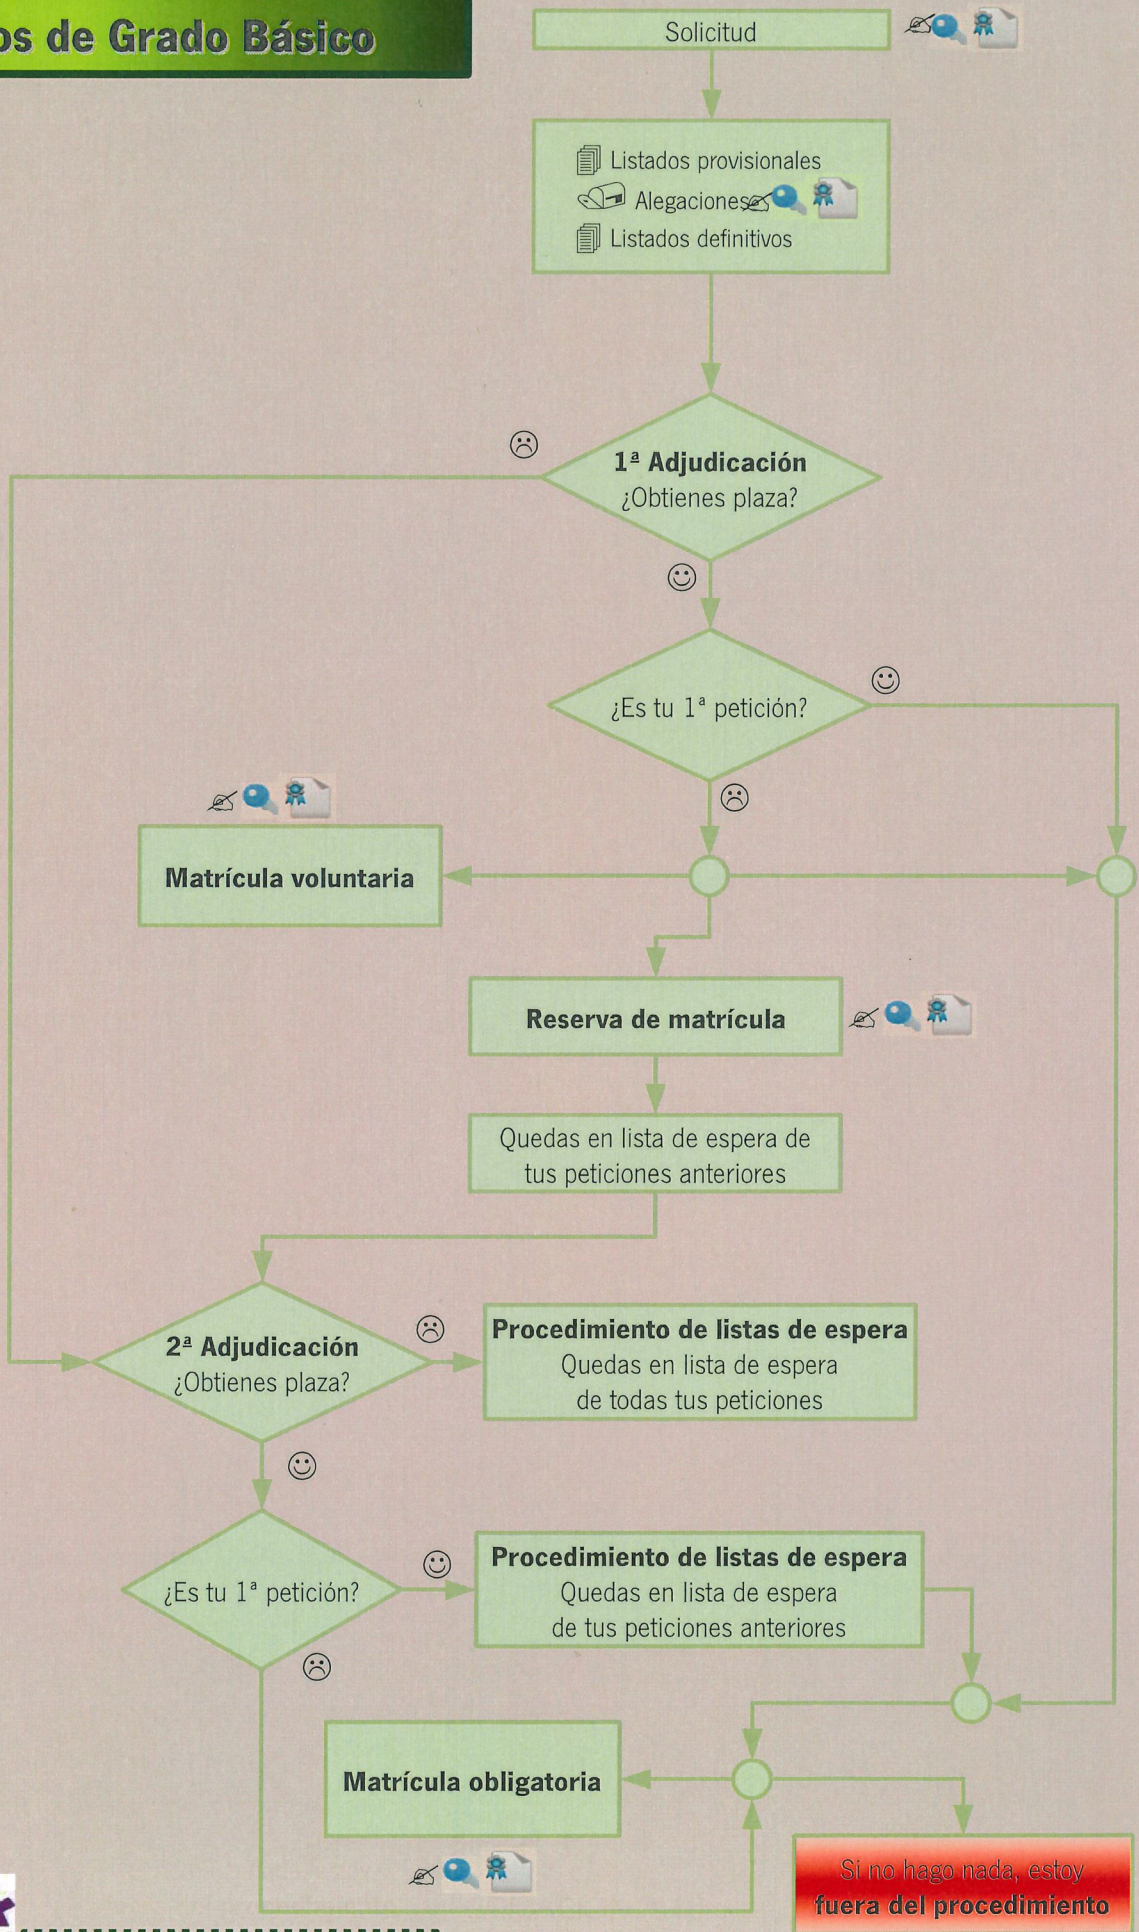 de Grado Básico
Solicitud
Listados provisionales
Alegaciones
Listados definitivos
1ª Adjudicación
¿Obtienes plaza?
¿Es tu 1ª petición?
Matrícula voluntaria
Reserva de matrícula
Quedas en lista de espera de
tus peticiones anteriores
2ª Adjudicación
¿Obtienes plaza?
Procedimiento de listas de espera
Quedas en lista de espera
de todas tus peticiones
¿Es tu 1ª petición?
Procedimiento de listas de espera
Quedas en lista de espera
de tus peticiones anteriores
Matrícula obligatoria
Si no hago nada, estoy
fuera del procedimiento